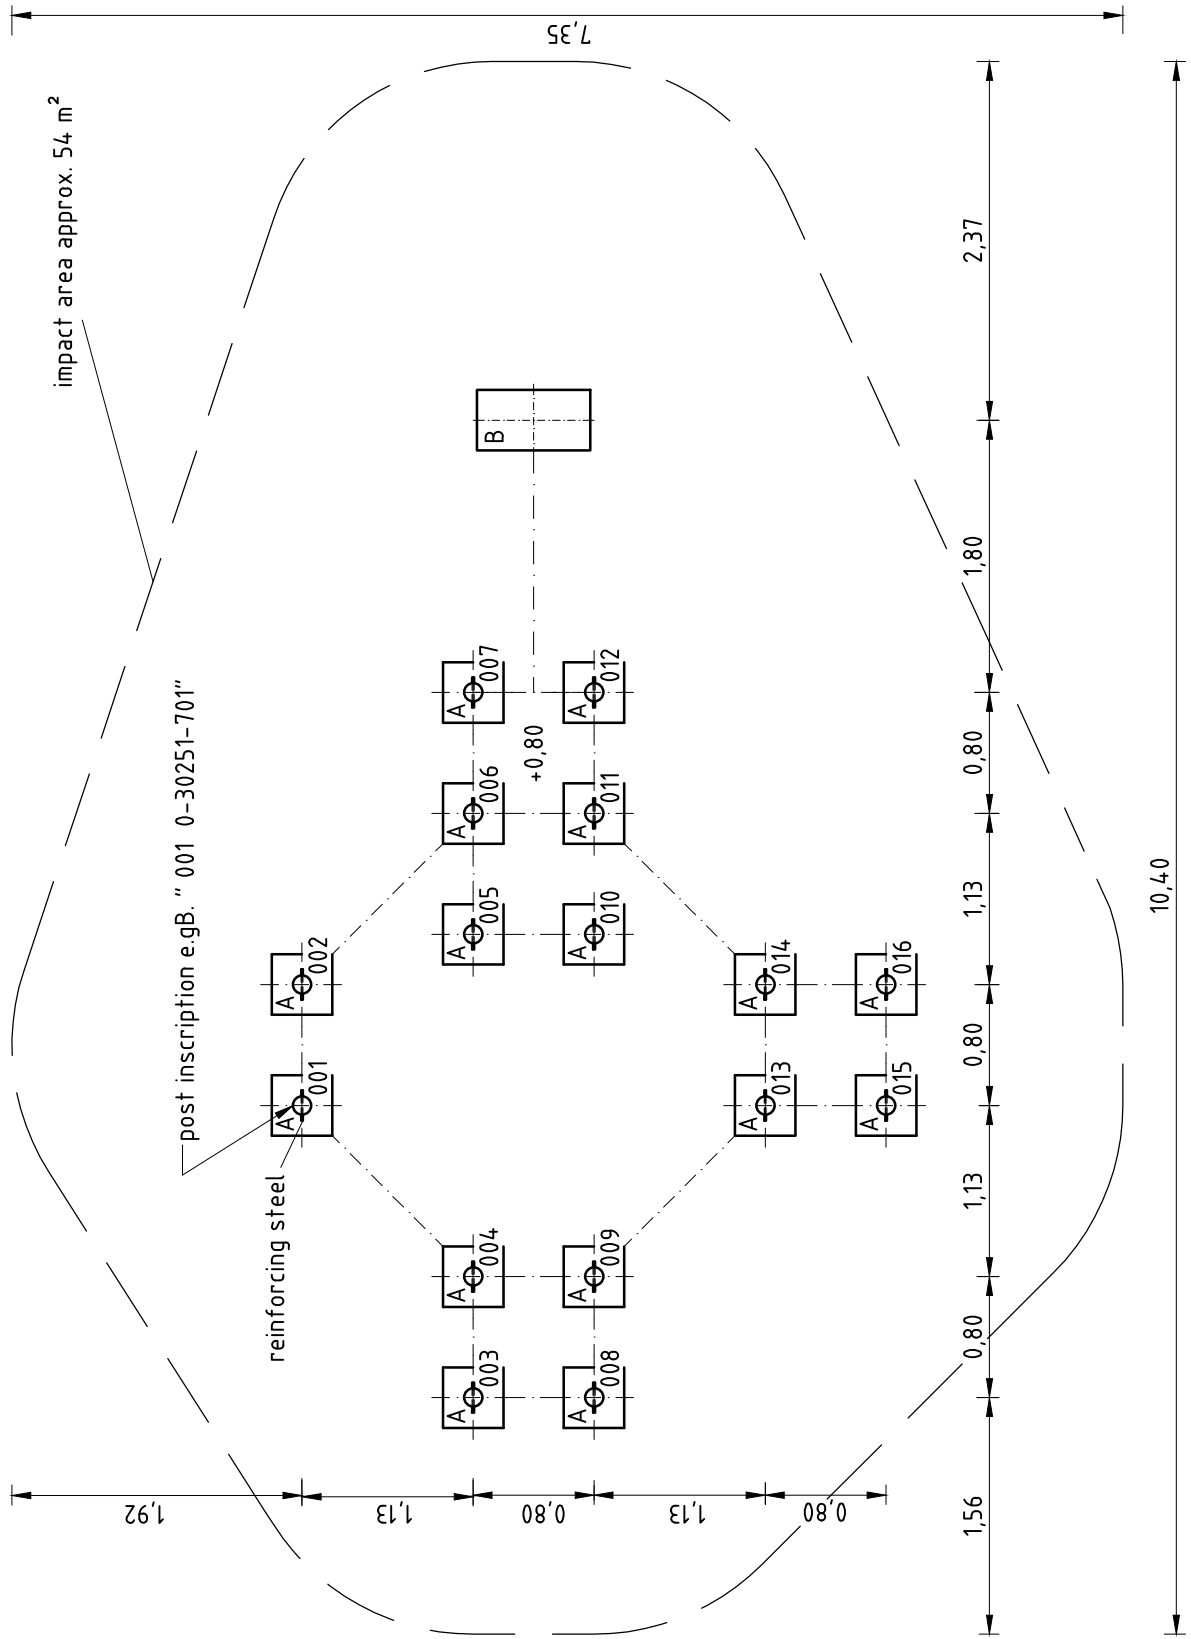 7,35
impact area approx. 54 m²
2,37
B
1,80
post inscription e.gB. " 001 0-30251-701"
A 007
A 012
+0,80
0,80
A 006
A 011
1,13
10,40
A 005
A 010
A 002
A 014
A 016
0,80
A 001
A 013
A 015
reinforcing steel
1,13
A 004
A 009
0,80
A 003
A 008
1,92
1,13
0,80
1,13
0,80
1,56